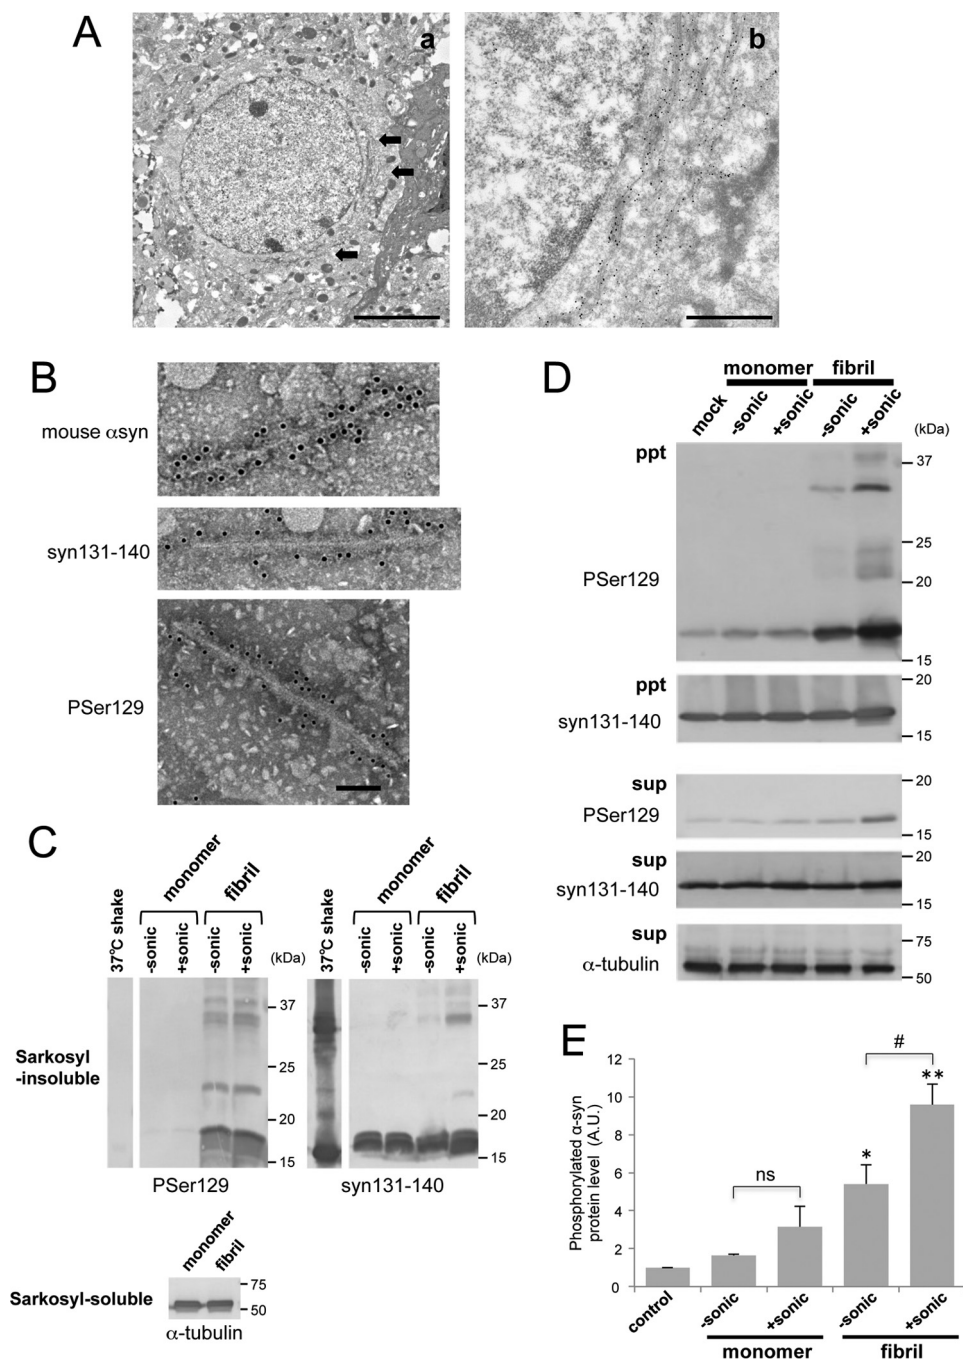 A
a
b
B
mouse αsyn
syn131-140
PSer129
C
monomer
fibril
monomer
fibril
37°C shake
-sonic
+sonic
-sonic
+sonic
(kDa)
37°C shake
-sonic
+sonic
-sonic
+sonic
(kDa)
Sarkosyl
-insoluble
37
25
20
15
37
25
20
15
PSer129
syn131-140
monomer
fibril
Sarkosyl-soluble
75
50
α-tubulin
D
monomer
fibril
mock
-sonic
+sonic
-sonic
+sonic
(kDa)
ppt
PSer129
37
25
20
15
ppt
syn131-140
20
15
sup
PSer129
20
15
sup
syn131-140
20
15
sup
α-tubulin
75
50
E
Phosphorylated α-syn
protein level (A.U.)
12
10
8
6
4
2
0
ns
*
#
**
control
-sonic
+sonic
-sonic
+sonic
monomer
fibril